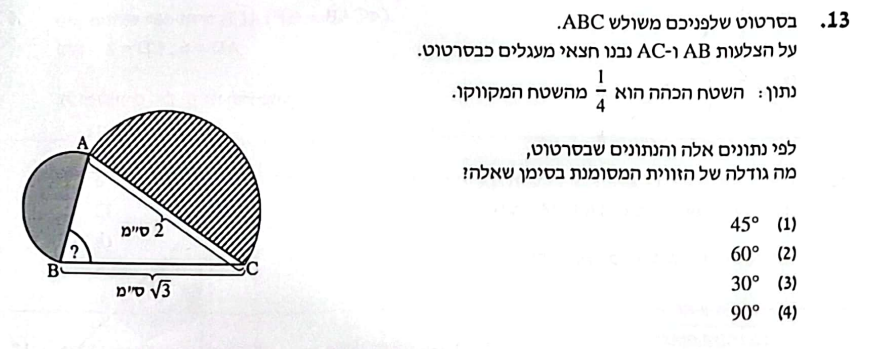 13. בסרטוט שלפניכם משולש ABC.
על הצלעות AB ו-AC נבנו חצאי מעגלים כבסרטוט.
נתון: השטח הכהה הוא 1/4 מהשטח המקווקו.
לפי נתונים אלה והנתונים שבסרטוט,
מה גודלה של הזווית המסומנת בסימן שאלה?
(1) 45°
(2) 60°
(3) 30°
(4) 90°
A
2 ס"מ
?
B
C
√3 ס"מ